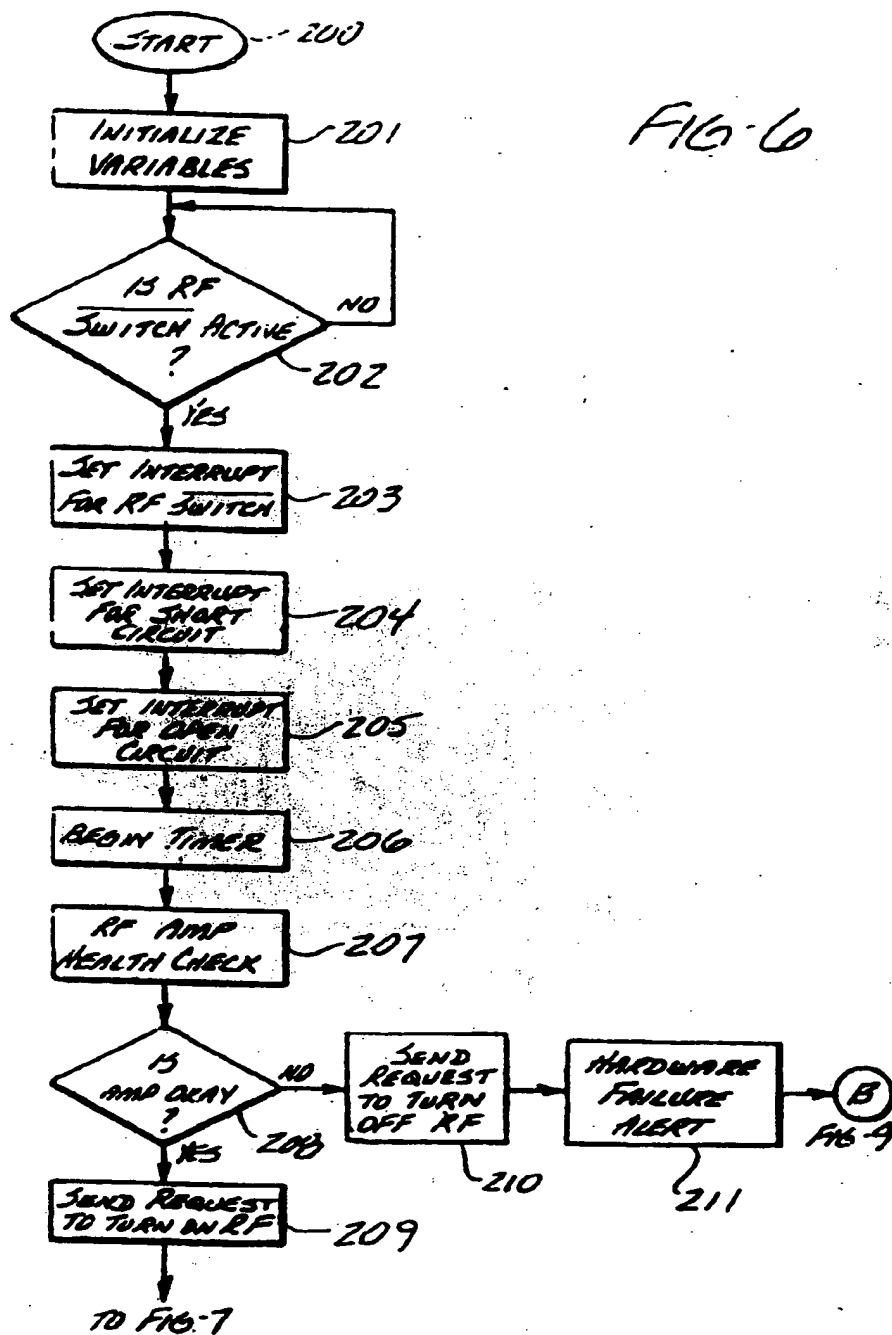 START 200
FIG-6
INITIALIZE
VARIABLES
201
IS RF
SWITCH ACTIVE
?
NO
202
YES
SET INTERRUPT
FOR RF SWITCH
203
SET INTERRUPT
FOR SHORT
CIRCUIT
204
SET INTERRUPT
FOR OPEN
CIRCUIT
205
BEGIN TIMER
206
RF AMP
HEALTH CHECK
207
IS
AMP OKAY
?
NO
208
YES
SEND REQUEST
TO TURN OFF RF
210
HARDWARE
FAILURE
ALERT
211
B
FIG-9
SEND REQUEST
TO TURN ON RF
209
TO FIG-7